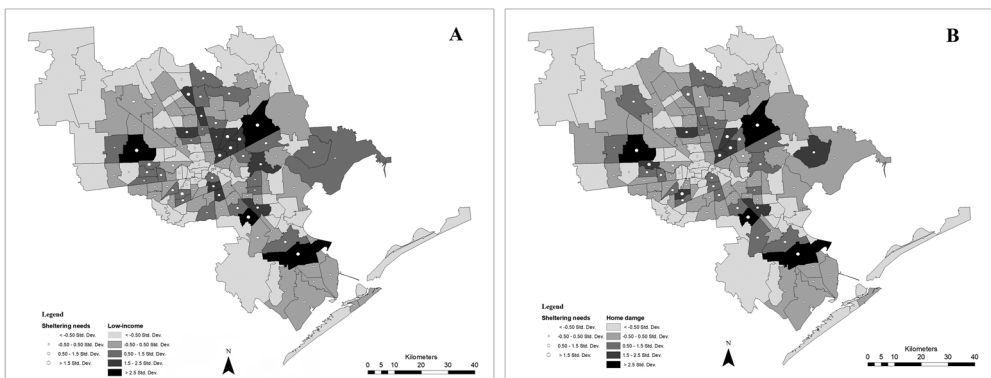 A
Legend
Sheltering needs Low-income
< -0.50 Std. Dev. < -0.50 Std. Dev.
-0.50 - 0.50 Std. Dev. -0.50 - 0.50 Std. Dev.
0.50 - 1.5 Std. Dev. 0.50 - 1.5 Std. Dev.
> 1.5 Std. Dev. 1.5 - 2.5 Std. Dev.
> 2.5 Std. Dev.
N
Kilometers
0 5 10 20 30 40
B
Legend
Sheltering needs Home damge
< -0.50 Std. Dev. < -0.50 Std. Dev.
-0.50 - 0.50 Std. Dev. -0.50 - 0.50 Std. Dev.
0.50 - 1.5 Std. Dev. 0.50 - 1.5 Std. Dev.
> 1.5 Std. Dev. 1.5 - 2.5 Std. Dev.
> 2.5 Std. Dev.
N
Kilometers
0 5 10 20 30 40